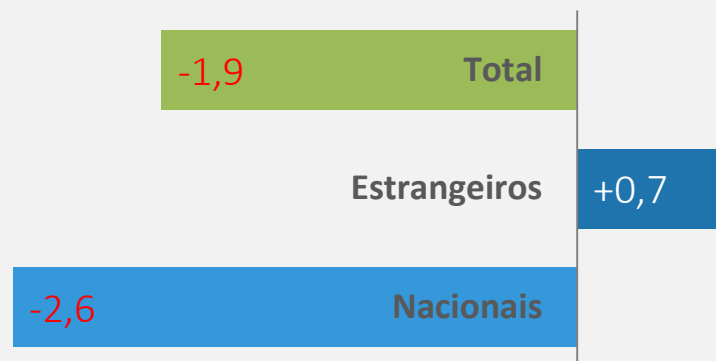 -1,9 Total
Estrangeiros +0,7
-2,6 Nacionais